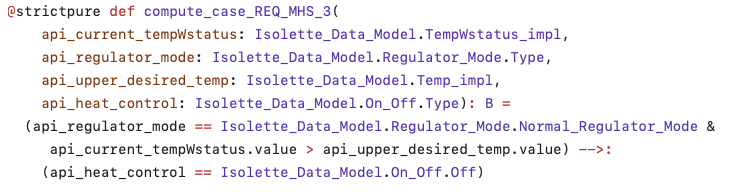 @strictpure def compute_case_REQ_MHS_3(
    api_current_tempWstatus: Isolette_Data_Model.TempWstatus_impl,
    api_regulator_mode: Isolette_Data_Model.Regulator_Mode.Type,
    api_upper_desired_temp: Isolette_Data_Model.Temp_impl,
    api_heat_control: Isolette_Data_Model.On_Off.Type): B =
  (api_regulator_mode == Isolette_Data_Model.Regulator_Mode.Normal_Regulator_Mode &
     api_current_tempWstatus.value > api_upper_desired_temp.value) -->:
    (api_heat_control == Isolette_Data_Model.On_Off.Off)